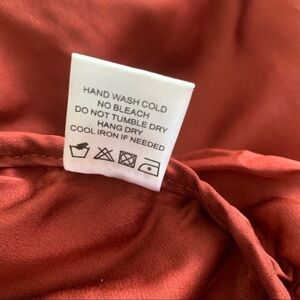 HAND WASH COLD
NO BLEACH
DO NOT TUMBLE DRY
HANG DRY
COOL IRON IF NEEDED